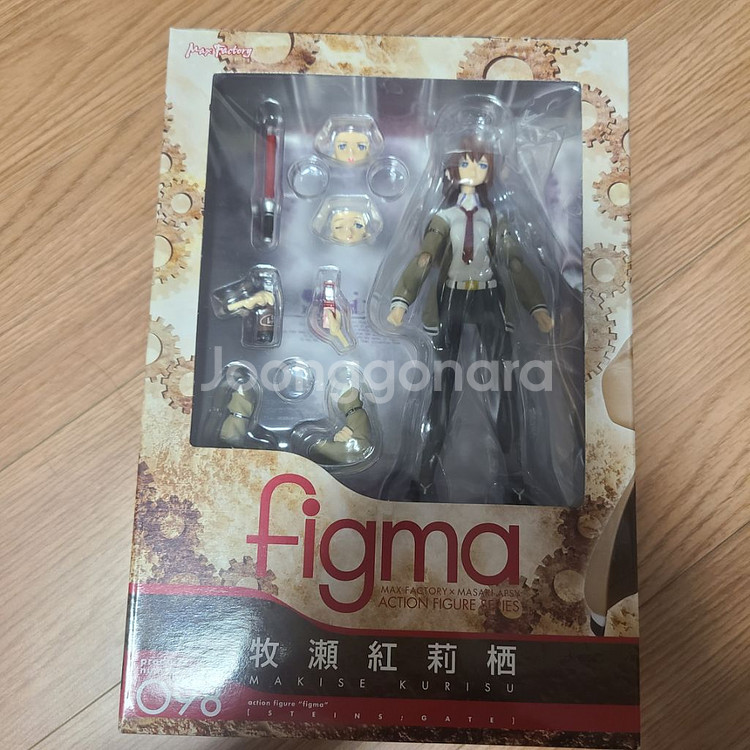 Max Factory
Joonggonara
figma
MAX FACTORY × MASAKI APSY
ACTION FIGURE SERIES
牧瀬紅莉栖
MAKISE KURISU
action figure "figma"
[ STEINS;GATE ]